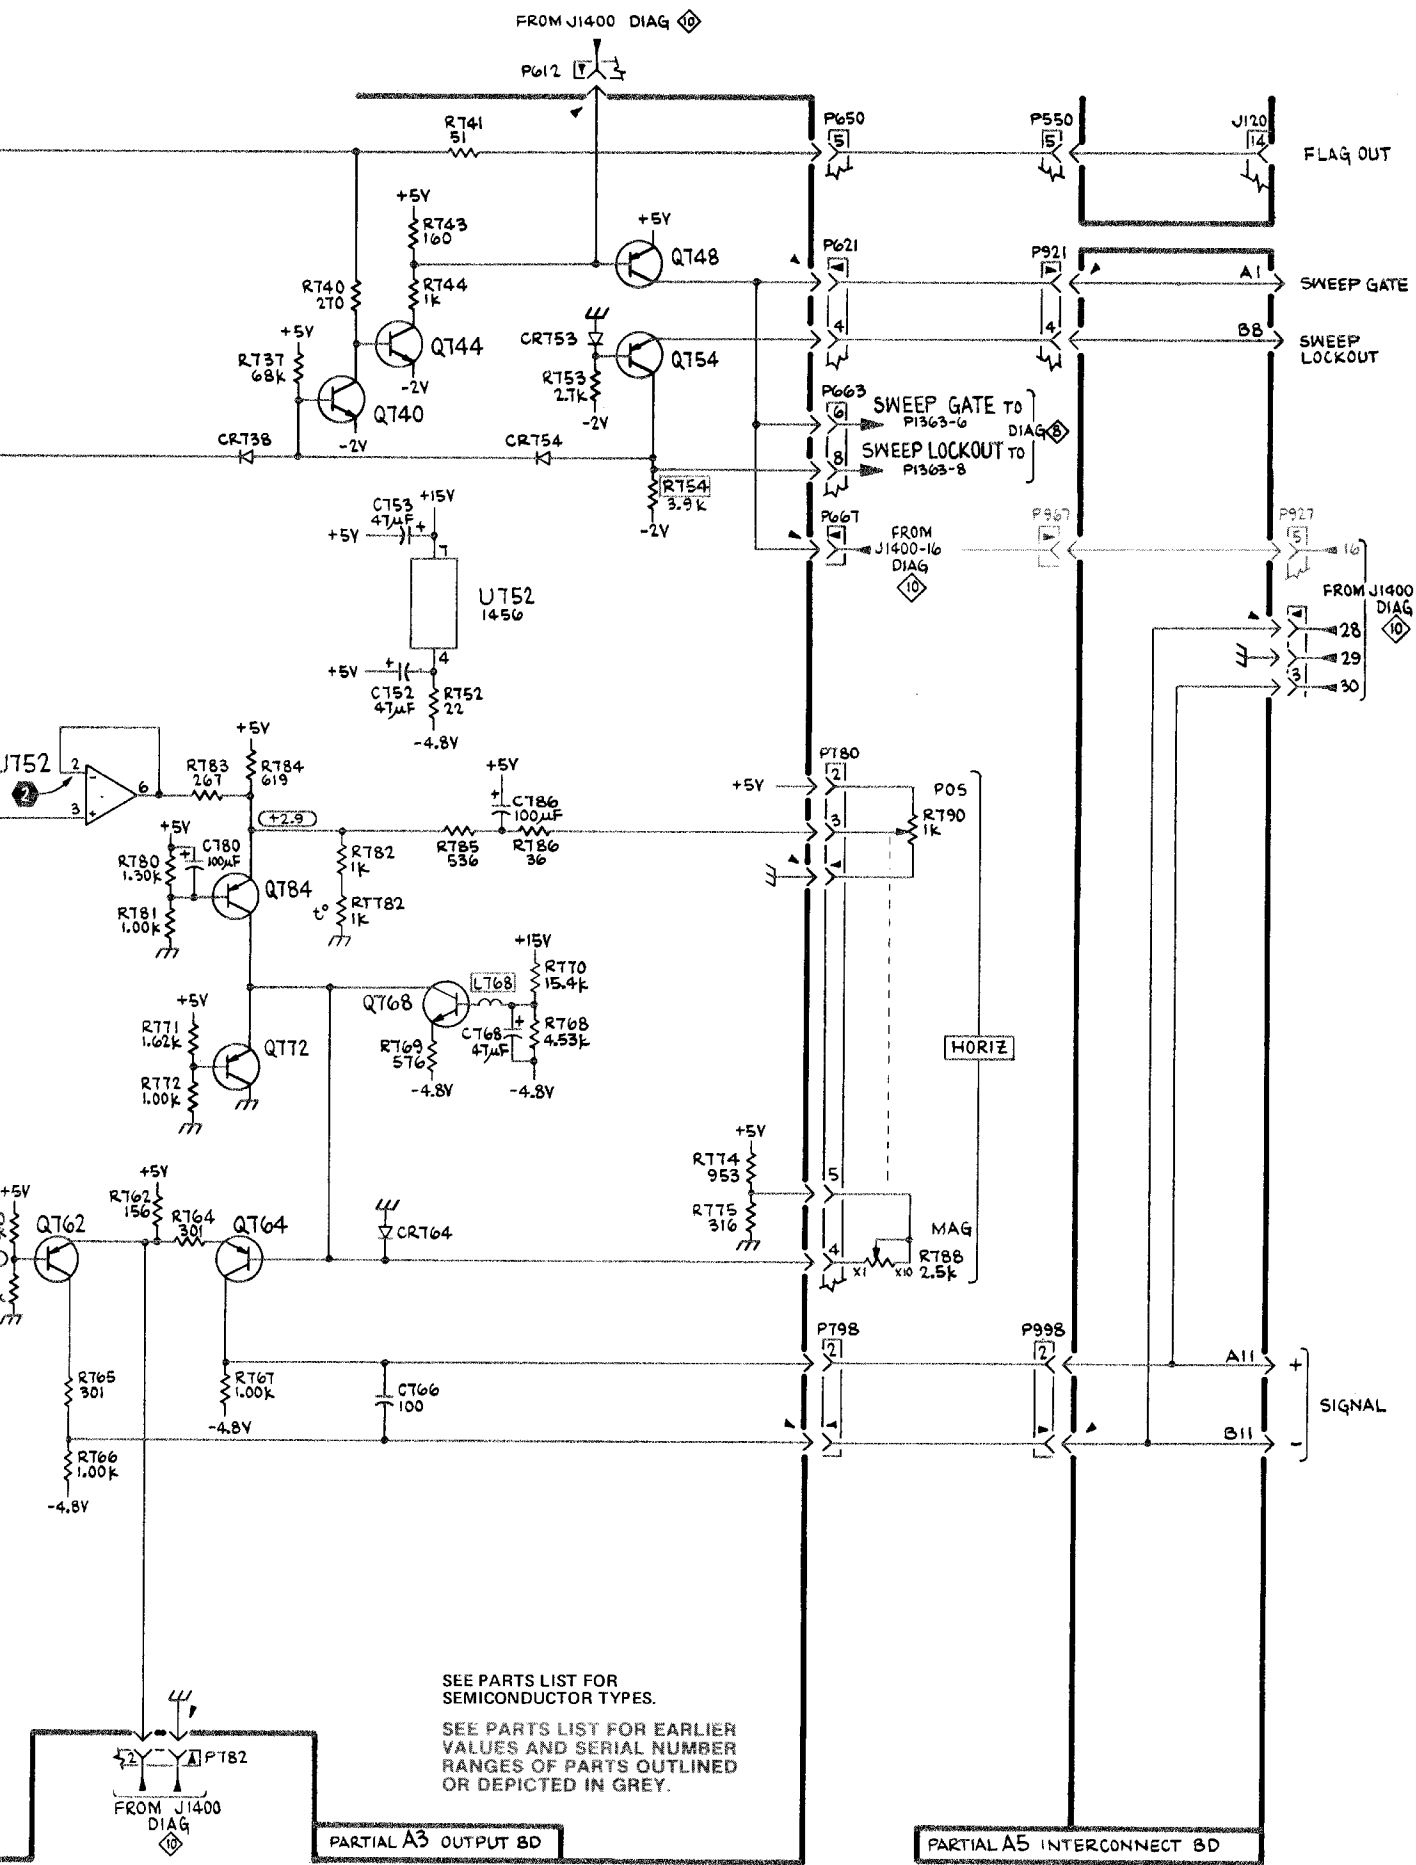 FROM J1400 DIAG 10
P612
R741
51
P650
5
P550
5
J120
14
FLAG OUT
+5V
R743
160
+5V
Q748
P621
P921
A1
SWEEP GATE
R740
270
R744
1K
4
4
B8
SWEEP
LOCKOUT
+5V
R737
68K
Q744
-2V
CR753
Q754
R753
2.7K
-2V
Q740
-2V
P663
6
SWEEP GATE TO
P1363-6
DIAG 8
CR738
CR754
8
SWEEP LOCKOUT TO
P1363-8
R754
3.9K
-2V
C753
47µF
+
+15V
+5V
7
U752
1456
4
+5V
+
C752
47µF
R752
22
-4.8V
P667
FROM
J1400-16
DIAG
10
P967
P927
5
16
FROM J1400
DIAG
10
28
29
3
30
U752
2
2
-
3
+
6
R783
267
+5V
R784
619
+2.9
+5V
+
C786
100µF
R785
536
R786
36
+5V
P780
2
POS
3
R790
1K
+5V
R780
1.30K
+
C780
100µF
Q784
R781
1.00K
R782
1K
t°
RT782
1K
+15V
R770
15.4K
Q768
L768
+
C768
47µF
R768
4.53K
-4.8V
R769
576
-4.8V
+5V
R771
1.62K
Q772
R772
1.00K
HORIZ
+5V
R774
953
5
R775
316
MAG
4
X1
X10
R788
2.5K
+5V
Q762
+5V
R762
156
R764
301
Q764
CR764
P798
2
P998
2
A11
+
R765
301
R767
1.00K
-4.8V
C766
100
SIGNAL
B11
-
R766
1.00K
-4.8V
SEE PARTS LIST FOR
SEMICONDUCTOR TYPES.
SEE PARTS LIST FOR EARLIER
VALUES AND SERIAL NUMBER
RANGES OF PARTS OUTLINED
OR DEPICTED IN GREY.
2
P782
FROM J1400
DIAG
10
PARTIAL A3 OUTPUT BD
PARTIAL A5 INTERCONNECT BD